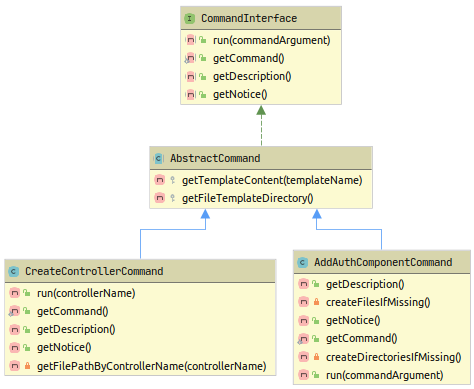 CommandInterface
run(commandArgument)
getCommand()
getDescription()
getNotice()
AbstractCommand
getTemplateContent(templateName)
getFileTemplateDirectory()
CreateControllerCommand
run(controllerName)
getCommand()
getDescription()
getNotice()
getFilePathByControllerName(controllerName)
AddAuthComponentCommand
getDescription()
createFilesIfMissing()
getNotice()
getCommand()
createDirectoriesIfMissing()
run(commandArgument)